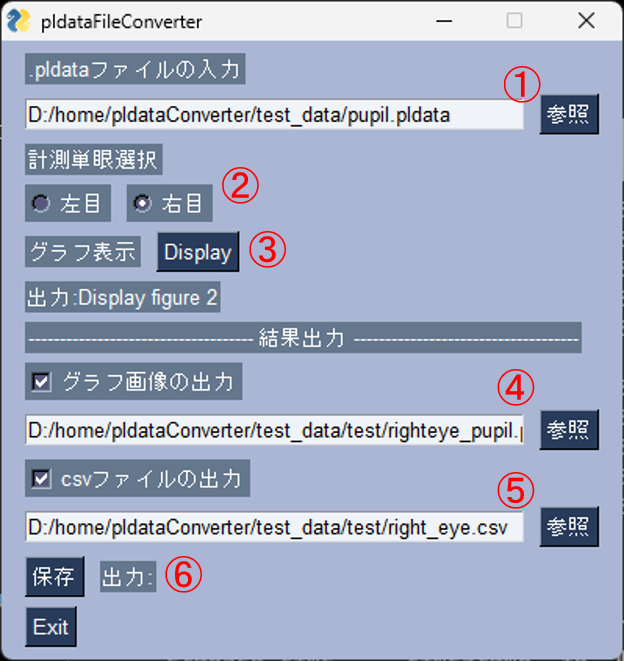 pldataFileConverter
.pldataファイルの入力
①
D:/home/pldataConverter/test_data/pupil.pldata 参照
計測単眼選択
左目 右目 ②
グラフ表示 Display ③
出力:Display figure 2
------------------------------------ 結果出力 ------------------------------------
グラフ画像の出力 ④
D:/home/pldataConverter/test_data/test/righteye_pupil.p 参照
csvファイルの出力 ⑤
D:/home/pldataConverter/test_data/test/right_eye.csv 参照
保存 出力: ⑥
Exit